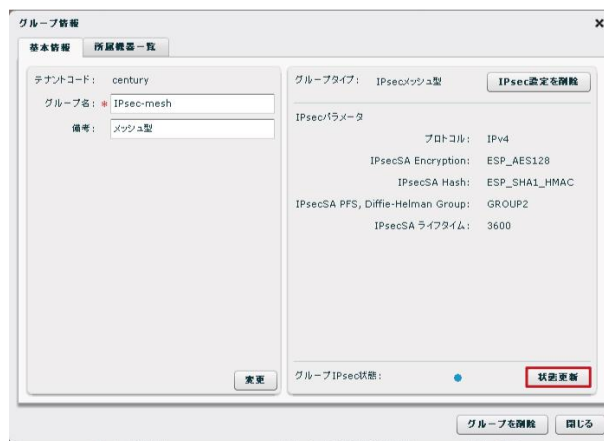 グループ情報
×
基本情報 所属機器一覧
テナントコード: century
グループ名: * IPsec-mesh
備考: メッシュ型
変更
グループタイプ: IPsecメッシュ型 IPsec設定を削除
IPsecパラメータ
プロトコル: IPv4
IPsecSA Encryption: ESP_AES128
IPsecSA Hash: ESP_SHA1_HMAC
IPsecSA PFS, Diffie-Helman Group: GROUP2
IPsecSA ライフタイム: 3600
グループIPsec状態: 状態更新
グループを削除 閉じる